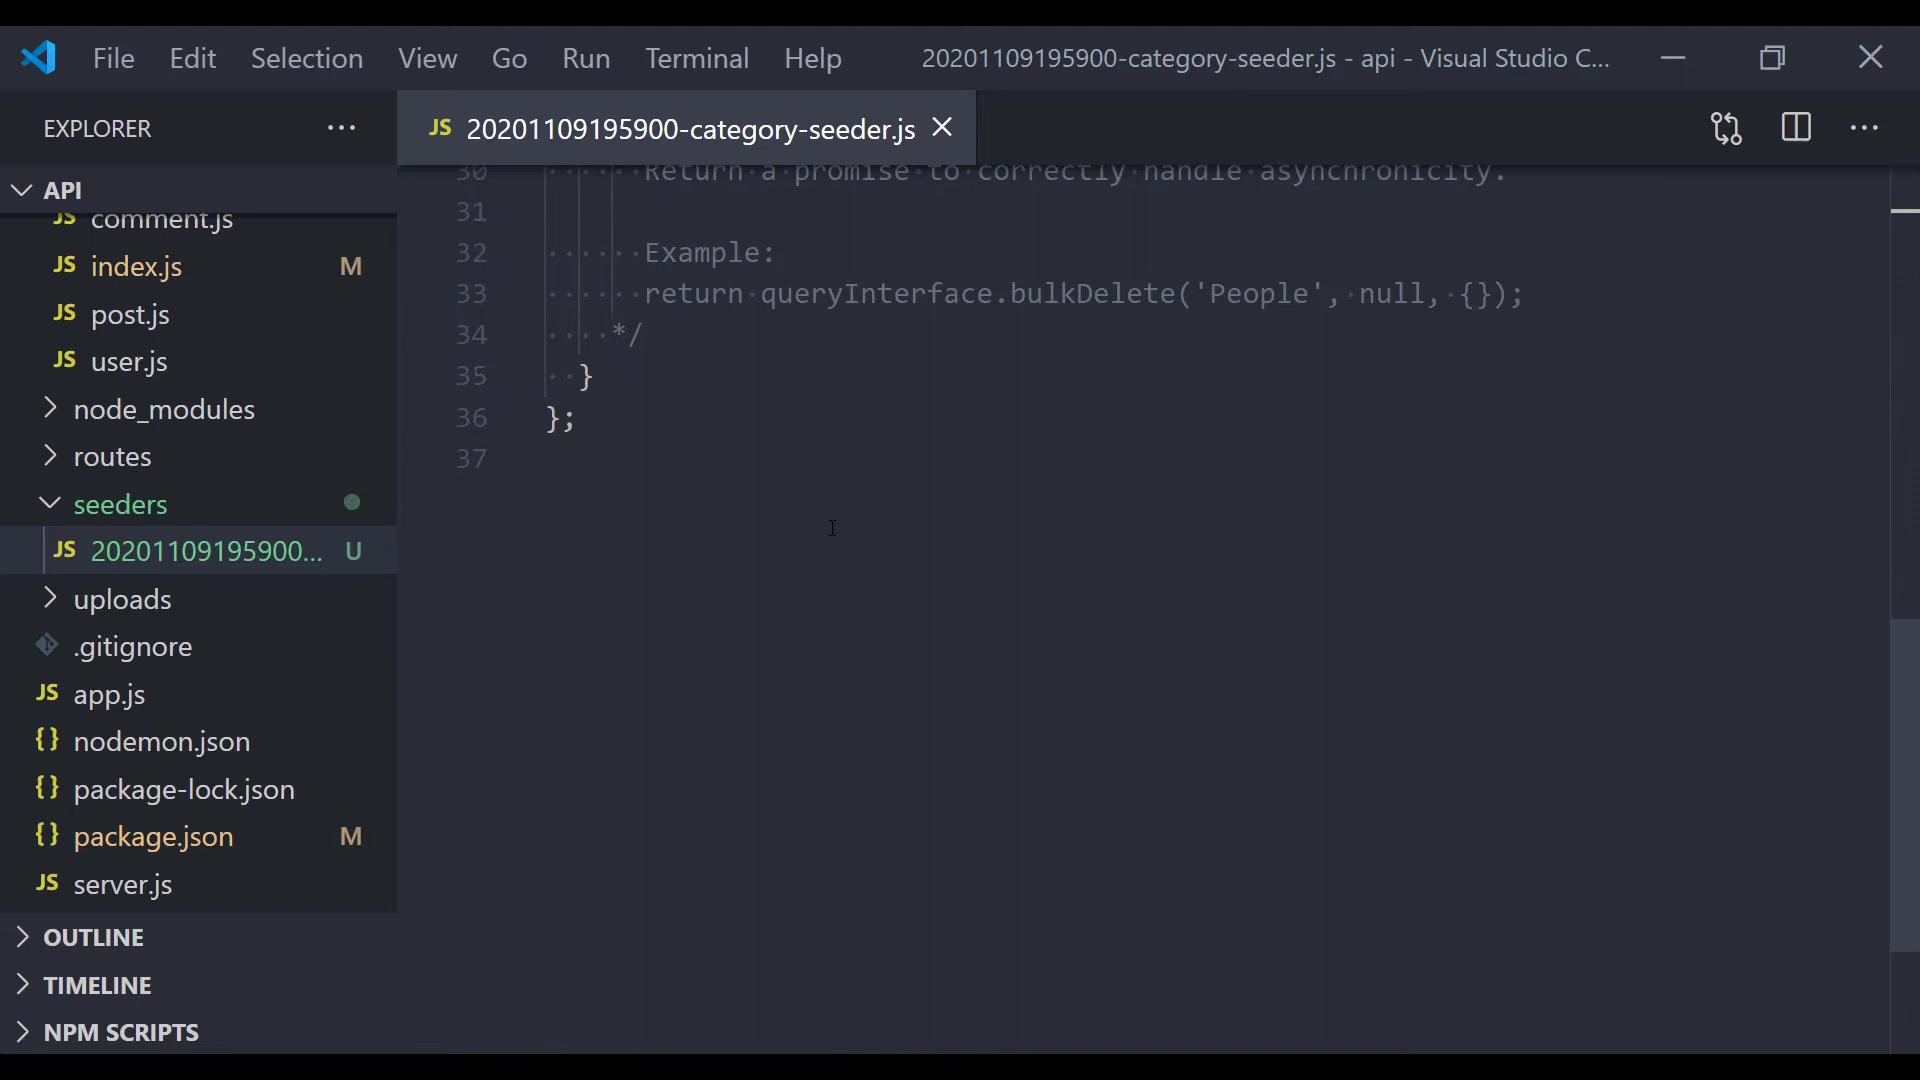 File Edit Selection View Go Run Terminal Help 20201109195900-category-seeder.js - api - Visual Studio C...
EXPLORER ...
JS 20201109195900-category-seeder.js
API
JS comment.js
JS index.js M
JS post.js
JS user.js
node_modules
routes
seeders
JS 20201109195900... U
uploads
.gitignore
JS app.js
{} nodemon.json
{} package-lock.json
{} package.json M
JS server.js
OUTLINE
TIMELINE
NPM SCRIPTS
30 Return a promise to correctly handle asynchronicity.
31
32 Example:
33 return queryInterface.bulkDelete('People', null, {});
34 */
35 }
36 };
37